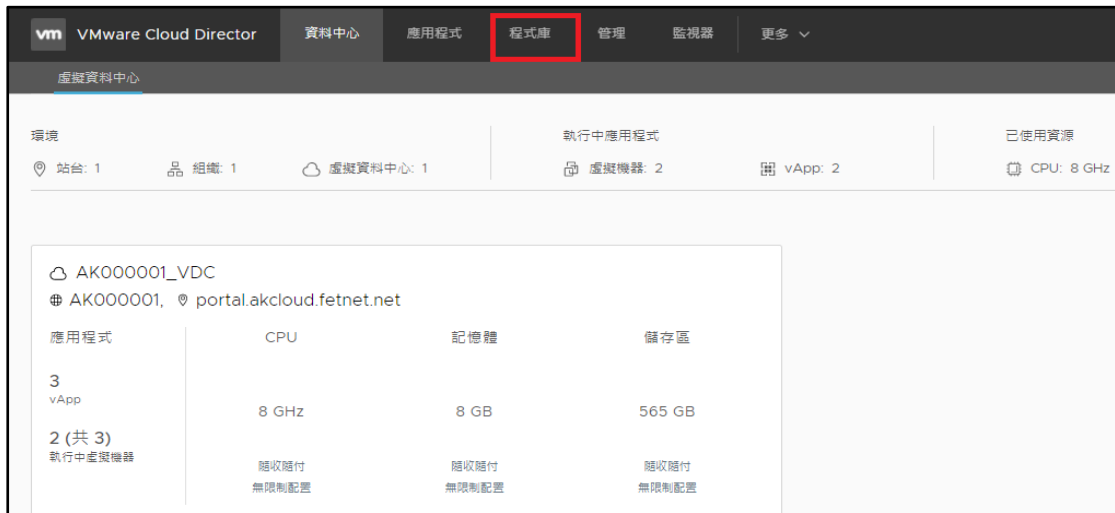 vm VMware Cloud Director 資料中心 應用程式 程式庫 管理 監視器 更多
虛擬資料中心
環境 執行中應用程式 已使用資源
站台: 1 組織: 1 虛擬資料中心: 1 虛擬機器: 2 vApp: 2 CPU: 8 GHz
AK000001_VDC
AK000001, portal.akcloud.fetnet.net
應用程式 CPU 記憶體 儲存區
3
vApp
8 GHz 8 GB 565 GB
2 (共 3)
執行中虛擬機器
隨收隨付 隨收隨付 隨收隨付
無限制配置 無限制配置 無限制配置